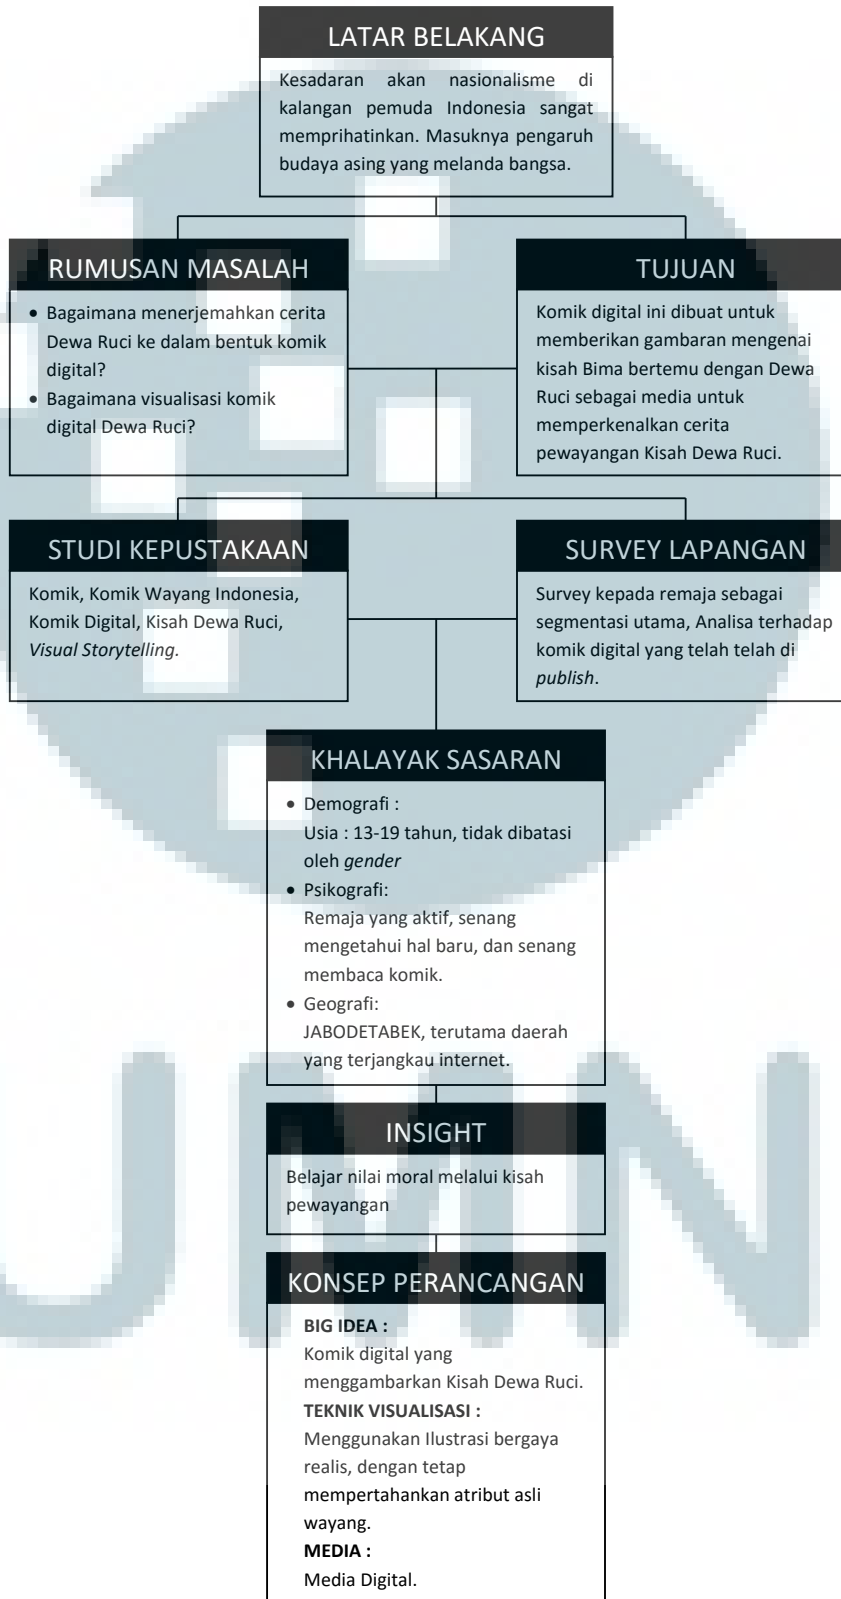 LATAR BELAKANG
Kesadaran akan nasionalisme di
kalangan pemuda Indonesia sangat
memprihatinkan. Masuknya pengaruh
budaya asing yang melanda bangsa.
RUMUSAN MASALAH
• Bagaimana menerjemahkan cerita
Dewa Ruci ke dalam bentuk komik
digital?
• Bagaimana visualisasi komik
digital Dewa Ruci?
TUJUAN
Komik digital ini dibuat untuk
memberikan gambaran mengenai
kisah Bima bertemu dengan Dewa
Ruci sebagai media untuk
memperkenalkan cerita
pewayangan Kisah Dewa Ruci.
STUDI KEPUSTAKAAN
Komik, Komik Wayang Indonesia,
Komik Digital, Kisah Dewa Ruci,
Visual Storytelling.
SURVEY LAPANGAN
Survey kepada remaja sebagai
segmentasi utama, Analisa terhadap
komik digital yang telah telah di
publish.
KHALAYAK SASARAN
• Demografi :
Usia : 13-19 tahun, tidak dibatasi
oleh gender
• Psikografi:
Remaja yang aktif, senang
mengetahui hal baru, dan senang
membaca komik.
• Geografi:
JABODETABEK, terutama daerah
yang terjangkau internet.
INSIGHT
Belajar nilai moral melalui kisah
pewayangan
KONSEP PERANCANGAN
BIG IDEA :
Komik digital yang
menggambarkan Kisah Dewa Ruci.
TEKNIK VISUALISASI :
Menggunakan Ilustrasi bergaya
realis, dengan tetap
mempertahankan atribut asli
wayang.
MEDIA :
Media Digital.
UMN